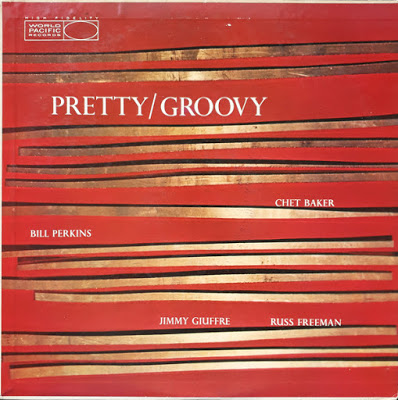 HIGH FIDELITY
WORLD
PACIFIC
RECORDS
PRETTY/GROOVY
CHET BAKER
BILL PERKINS
JIMMY GIUFFRE
RUSS FREEMAN